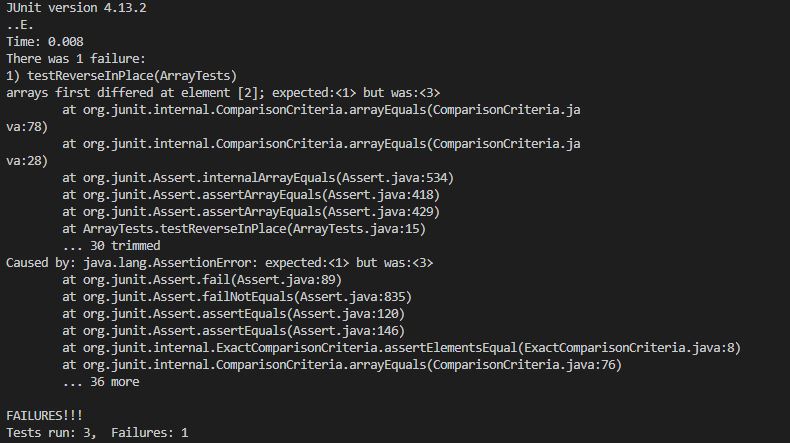 JUnit version 4.13.2
..E.
Time: 0.008
There was 1 failure:
1) testReverseInPlace(ArrayTests)
arrays first differed at element [2]; expected:<1> but was:<3>
        at org.junit.internal.ComparisonCriteria.arrayEquals(ComparisonCriteria.ja
va:78)
        at org.junit.internal.ComparisonCriteria.arrayEquals(ComparisonCriteria.ja
va:28)
        at org.junit.Assert.internalArrayEquals(Assert.java:534)
        at org.junit.Assert.assertArrayEquals(Assert.java:418)
        at org.junit.Assert.assertArrayEquals(Assert.java:429)
        at ArrayTests.testReverseInPlace(ArrayTests.java:15)
        ... 30 trimmed
Caused by: java.lang.AssertionError: expected:<1> but was:<3>
        at org.junit.Assert.fail(Assert.java:89)
        at org.junit.Assert.failNotEquals(Assert.java:835)
        at org.junit.Assert.assertEquals(Assert.java:120)
        at org.junit.Assert.assertEquals(Assert.java:146)
        at org.junit.internal.ExactComparisonCriteria.assertElementsEqual(ExactComparisonCriteria.java:8)
        at org.junit.internal.ComparisonCriteria.arrayEquals(ComparisonCriteria.java:76)
        ... 36 more

FAILURES!!!
Tests run: 3,  Failures: 1